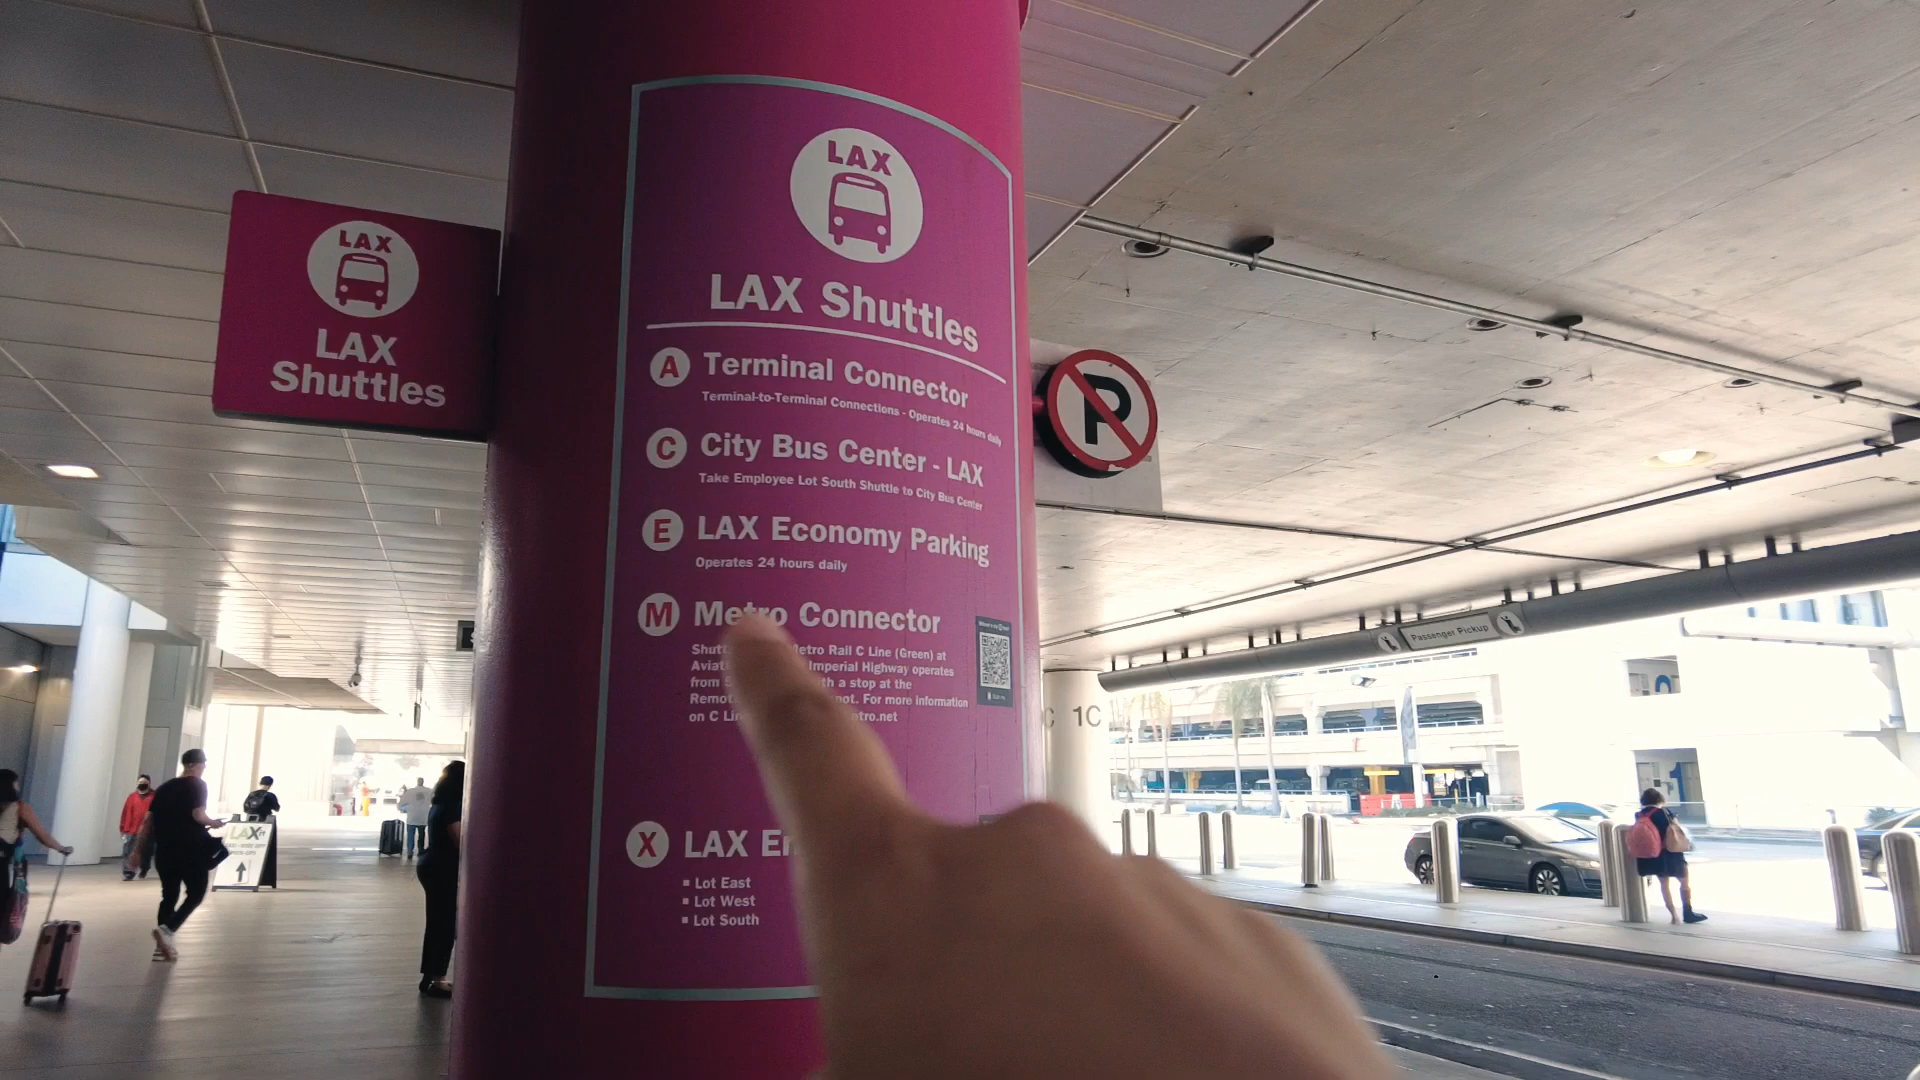 LAX
LAX
Shuttles
LAX
LAX Shuttles
A Terminal Connector
Terminal-to-Terminal Connections - Operates 24 hours daily
C City Bus Center - LAX
Take Employee Lot South Shuttle to City Bus Center
E LAX Economy Parking
Operates 24 hours daily
M Metro Connector
Metro Rail C Line (Green) at
Imperial Highway operates
from with a stop at the
For more information
on C
X LAX
▪ Lot East
▪ Lot West
▪ Lot South
P
Passenger Pickup
1C
LAX